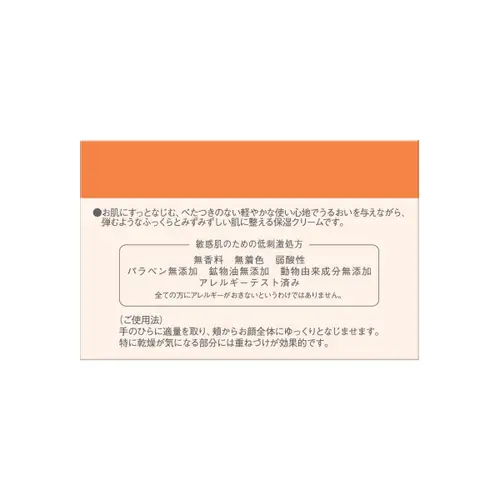 ●お肌にすっとなじむ、べたつきのない軽やかな使い心地でうるおいを与えながら、
弾むようなふっくらとみずみずしい肌に整える保湿クリームです。
敏感肌のための低刺激処方
無香料　無着色　弱酸性
パラベン無添加　鉱物油無添加　動物由来成分無添加
アレルギーテスト済み
全ての方にアレルギーがおきないというわけではありません。
〈ご使用法〉
手のひらに適量を取り、頬からお顔全体にゆっくりとなじませます。
特に乾燥が気になる部分には重ねづけが効果的です。